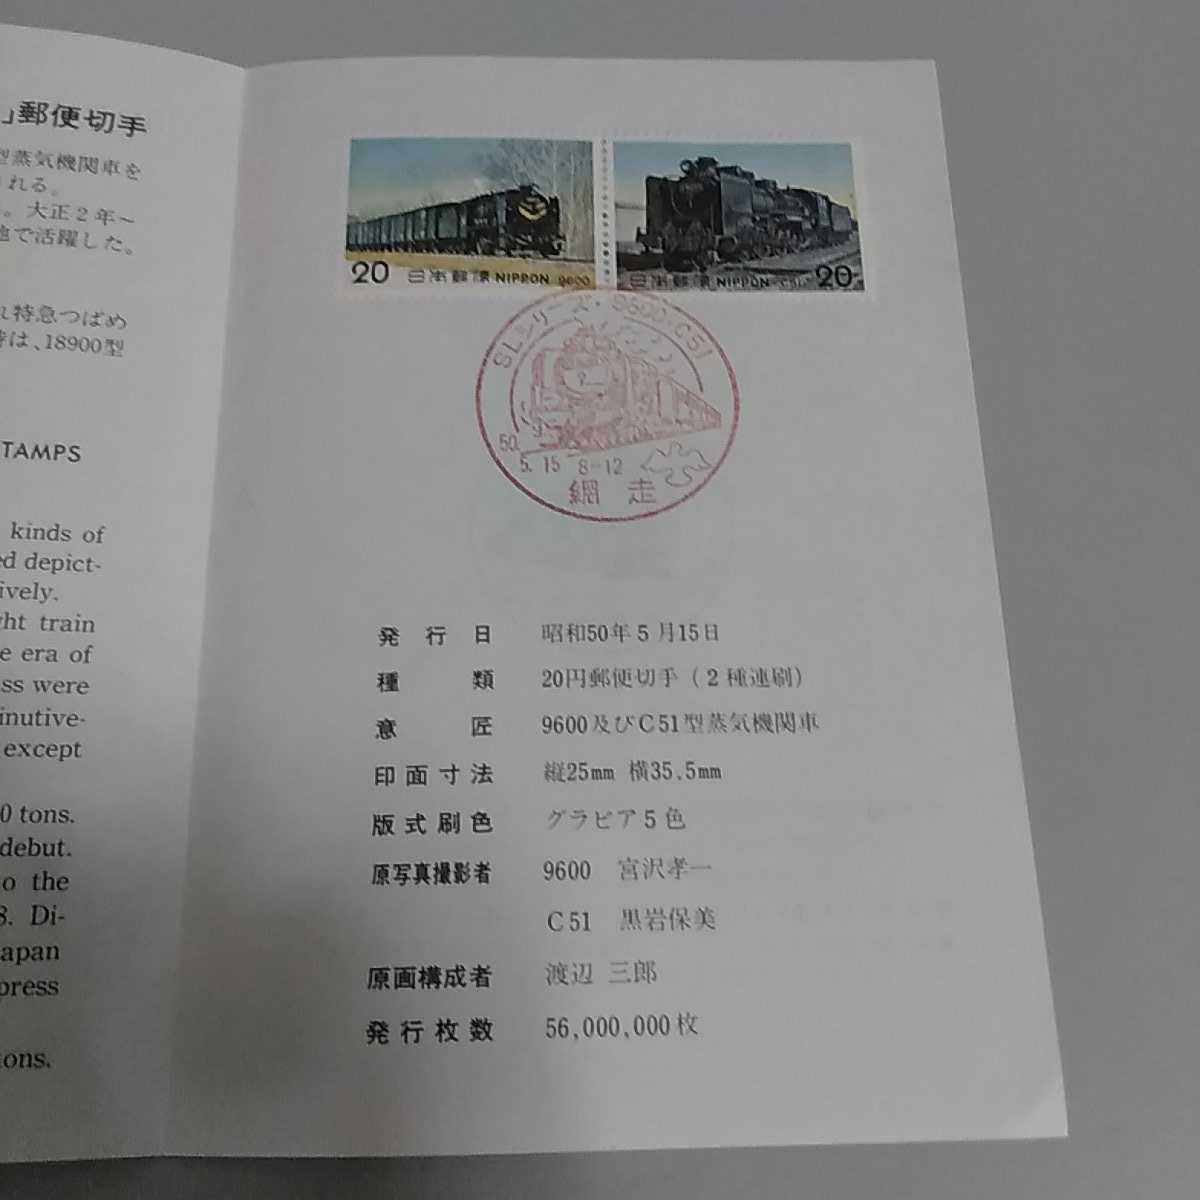 」郵便切手
型蒸気機関車を
れる。
。大正2年〜
地で活躍した。
れ特急つばめ
時は、18900型
TAMPS
kinds of
ed depict-
ively.
ght train
e era of
ss were
inutive-
except
0 tons.
debut.
o the
8. Di-
apan
press
tons.
20 日本郵便 NIPPON 9600
日本郵便 NIPPON C51 20
SLシリーズ・9600,C51
50.
5.15 8-12
網走
発行日 昭和50年5月15日
種類 20円郵便切手(2種連刷)
意匠 9600及びC51型蒸気機関車
印面寸法 縦25mm 横35.5mm
版式刷色 グラビア5色
原写真撮影者 9600 宮沢孝一
C51 黒岩保美
原画構成者 渡辺 三郎
発行枚数 56,000,000枚